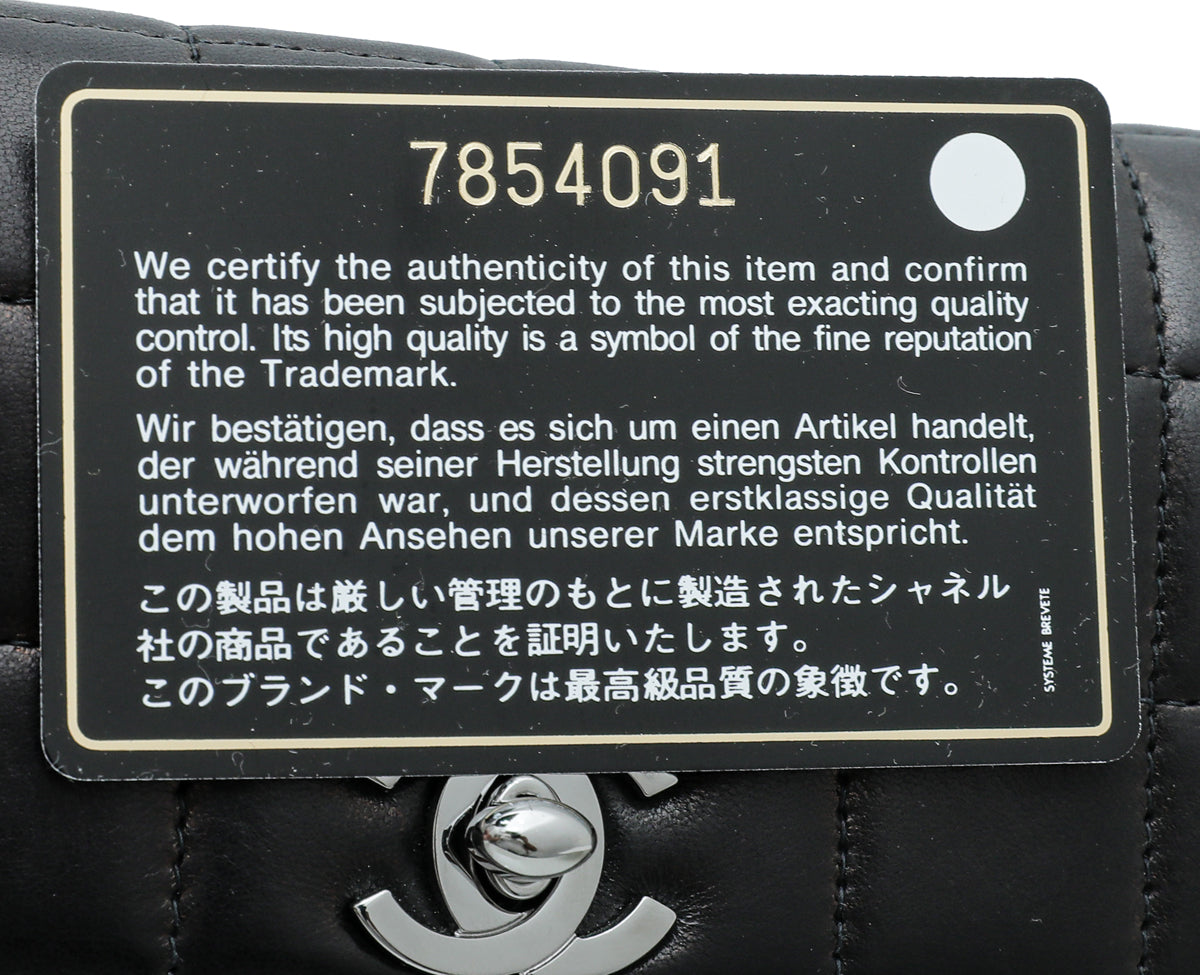 7854091
We certify the authenticity of this item and confirm
that it has been subjected to the most exacting quality
control. Its high quality is a symbol of the fine reputation
of the Trademark.
Wir bestätigen, dass es sich um einen Artikel handelt,
der während seiner Herstellung strengsten Kontrollen
unterworfen war, und dessen erstklassige Qualität
dem hohen Ansehen unserer Marke entspricht.
この製品は厳しい管理のもとに製造されたシャネル
社の商品であることを証明いたします。
このブランド・マークは最高級品質の象徴です。
SYSTEME BREVETE